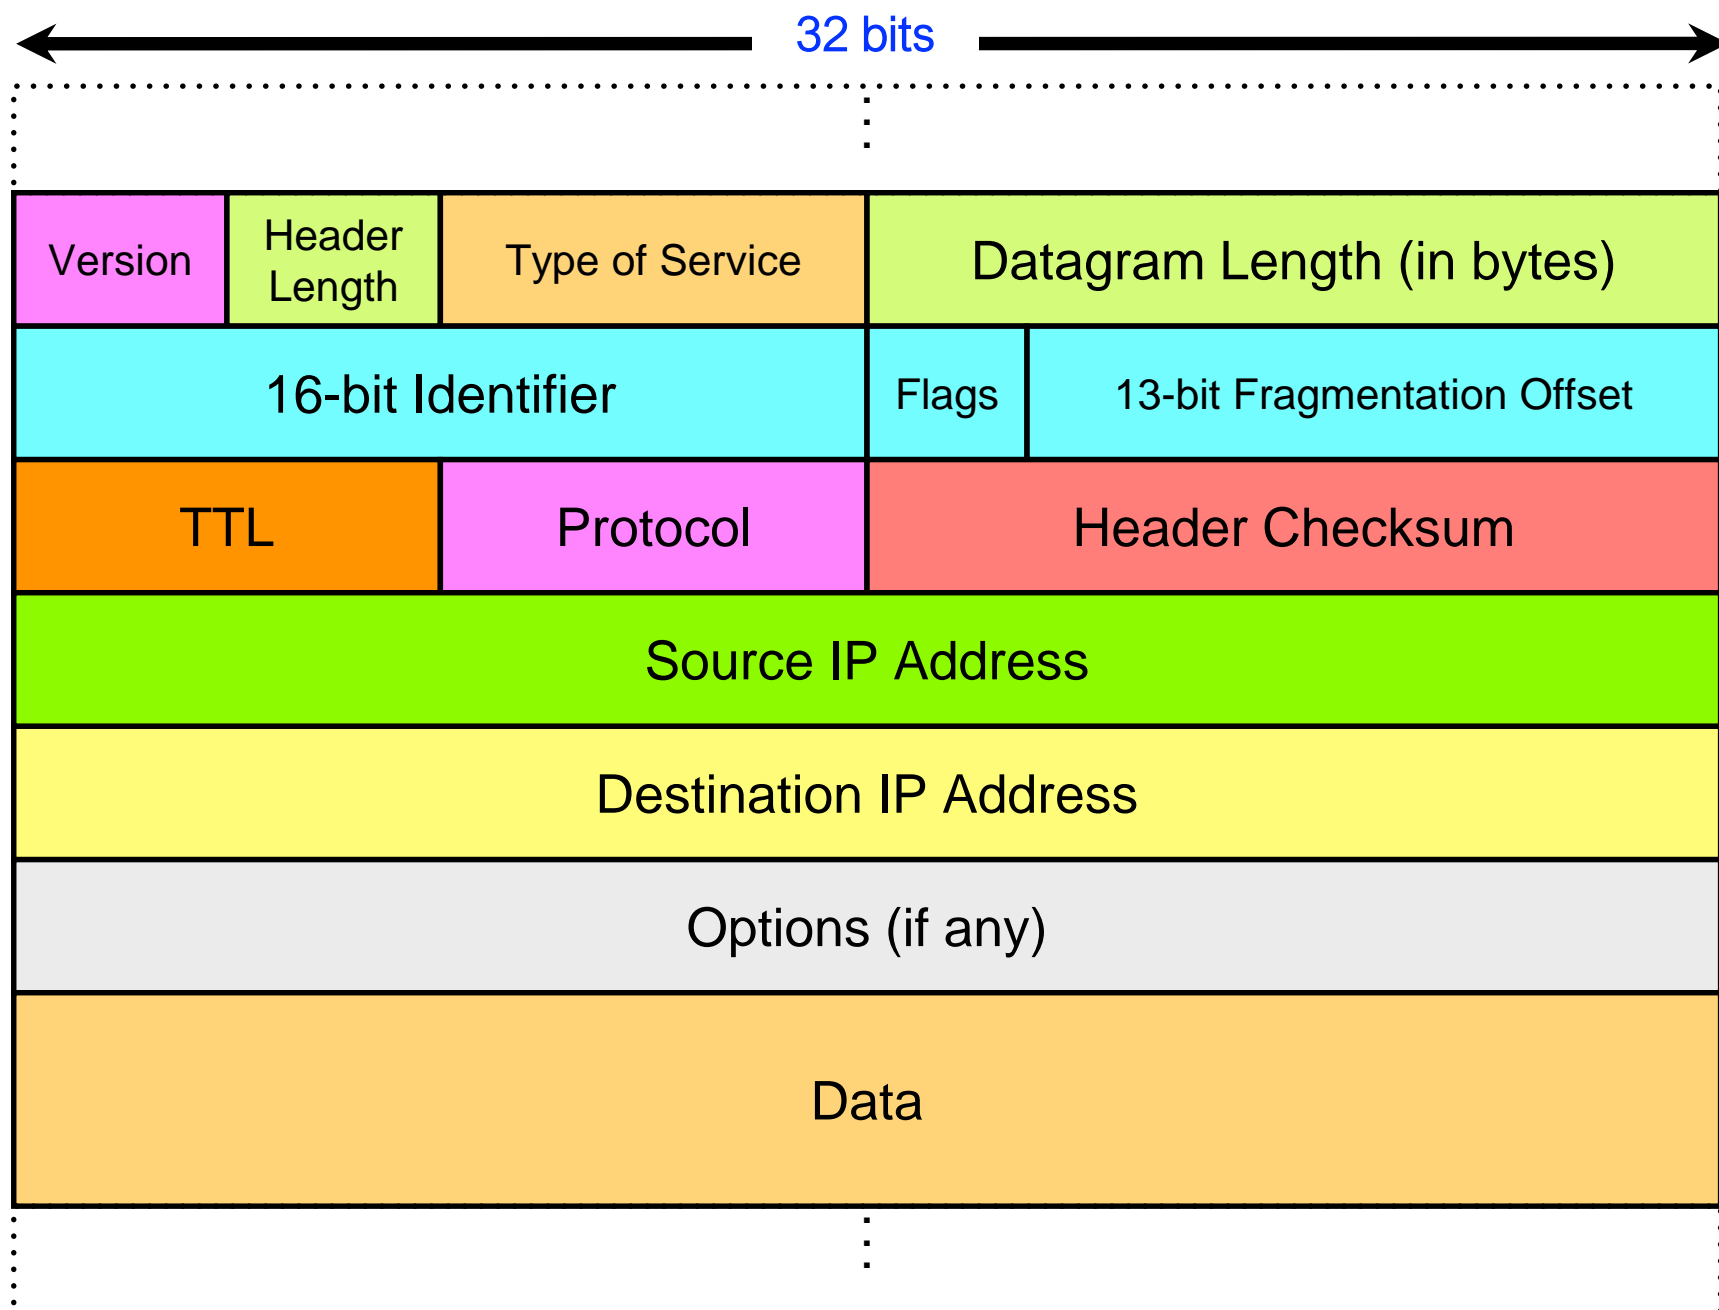 32 bits
Version
Header
Length
Type of Service
Datagram Length (in bytes)
16-bit Identifier
Flags
13-bit Fragmentation Offset
TTL
Protocol
Header Checksum
Source IP Address
Destination IP Address
Options (if any)
Data